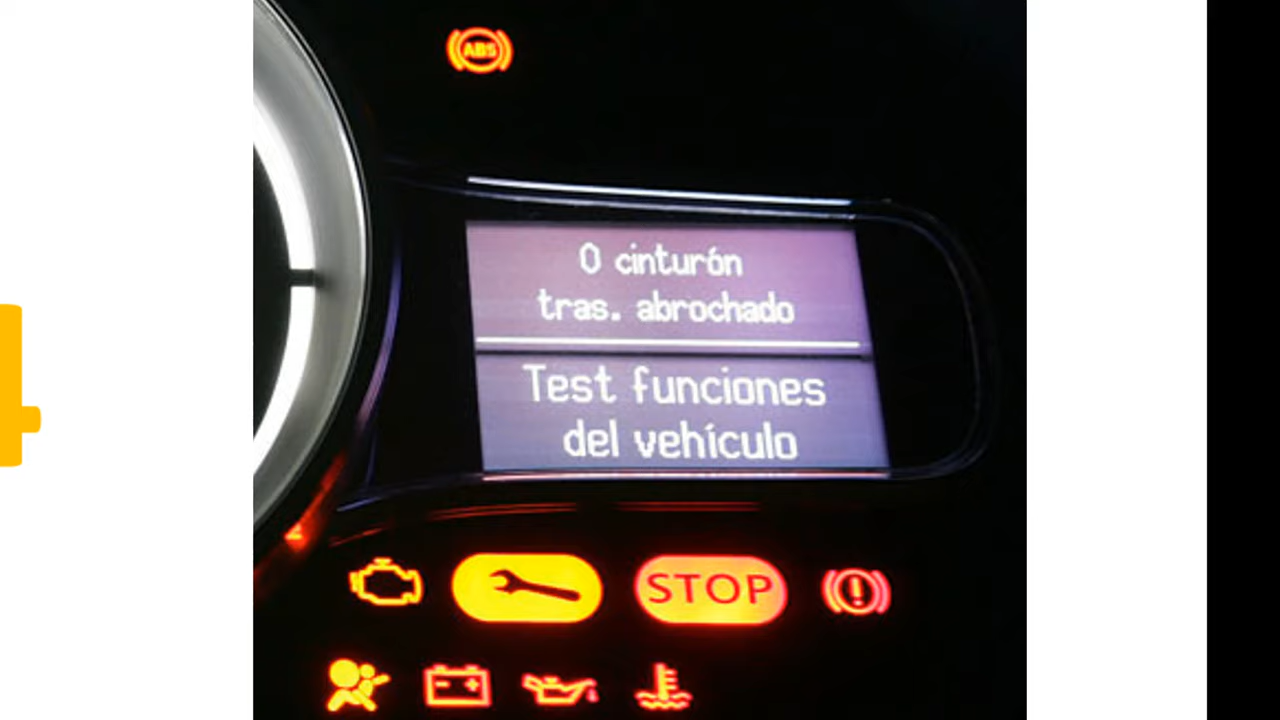 ABS
0 cinturón
tras. abrochado
Test funciones
del vehículo
STOP